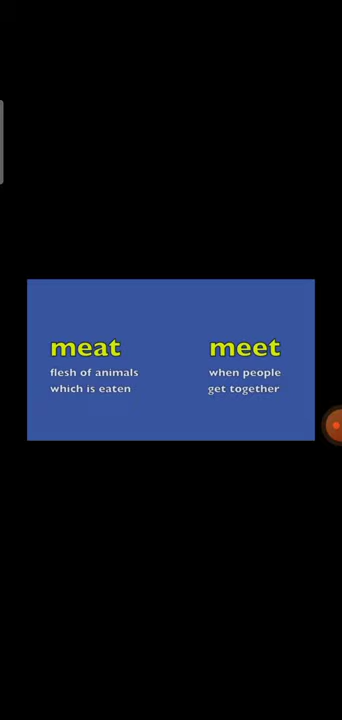 meat
flesh of animals
which is eaten
meet
when people
get together